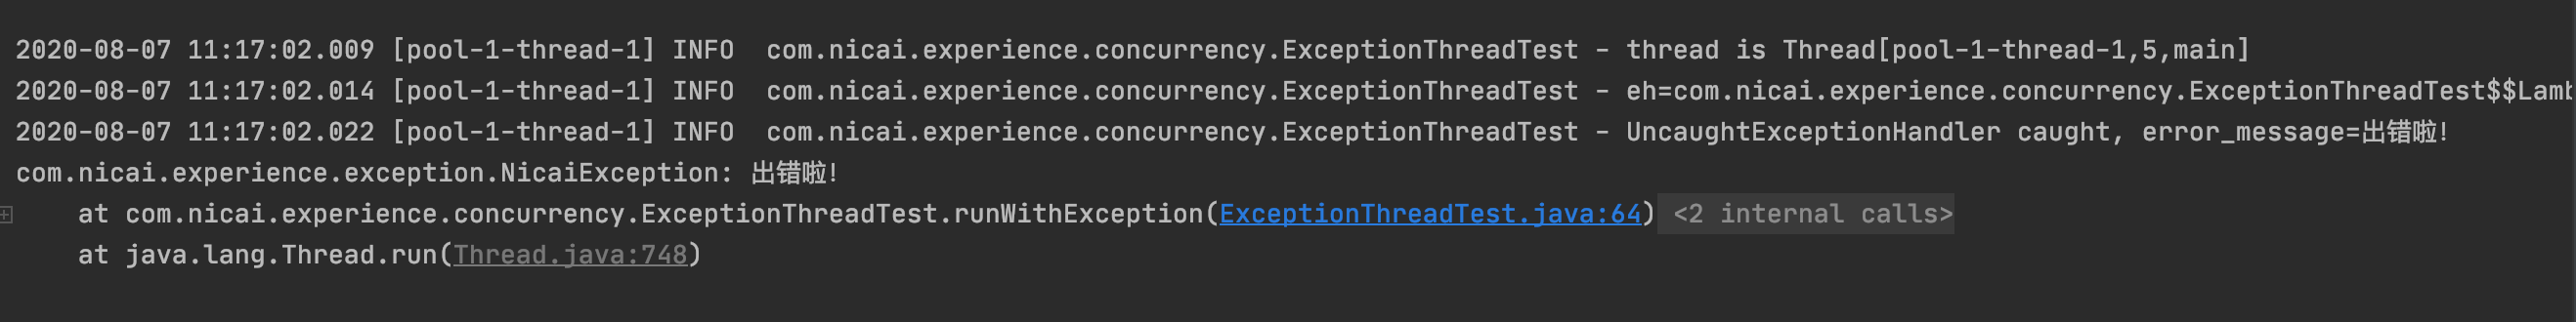 2020-08-07 11:17:02.009 [pool-1-thread-1] INFO  com.nicai.experience.concurrency.ExceptionThreadTest - thread is Thread[pool-1-thread-1,5,main]
2020-08-07 11:17:02.014 [pool-1-thread-1] INFO  com.nicai.experience.concurrency.ExceptionThreadTest - eh=com.nicai.experience.concurrency.ExceptionThreadTest$$Lamb
2020-08-07 11:17:02.022 [pool-1-thread-1] INFO  com.nicai.experience.concurrency.ExceptionThreadTest - UncaughtExceptionHandler caught, error_message=出错啦!
com.nicai.experience.exception.NicaiException: 出错啦!
    at com.nicai.experience.concurrency.ExceptionThreadTest.runWithException(ExceptionThreadTest.java:64) <2 internal calls>
    at java.lang.Thread.run(Thread.java:748)